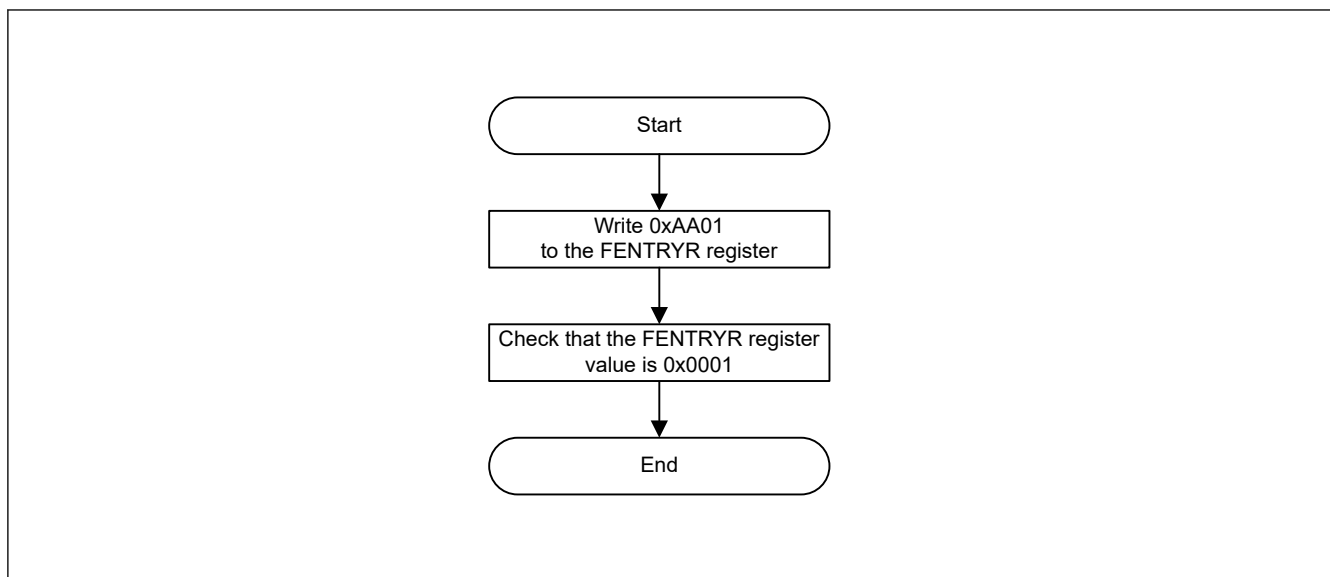 Start
Write 0xAA01
to the FENTRYR register
Check that the FENTRYR register
value is 0x0001
End